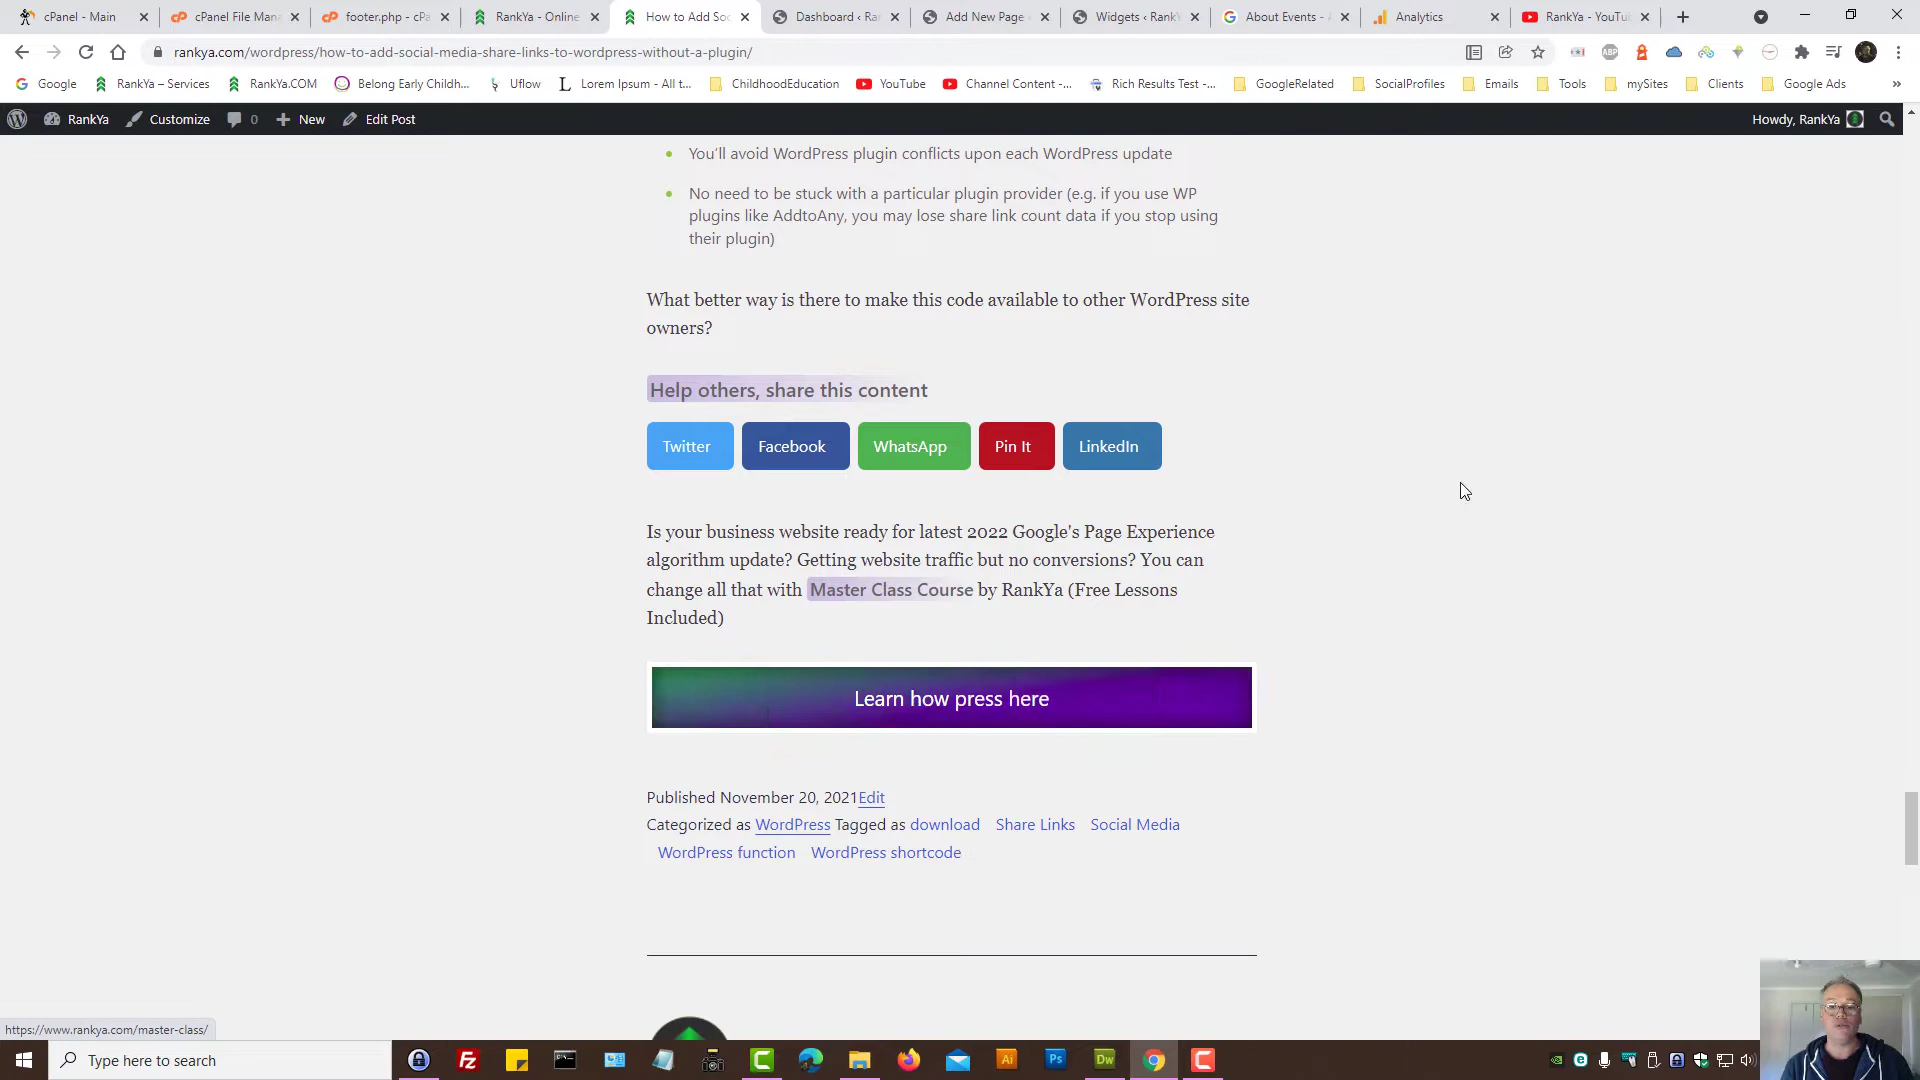 cPanel - Main
cPanel File Man
footer.php - cPa
RankYa - Online
How to Add Soc
Dashboard ‹ Ra
Add New Page
Widgets ‹ RankY
About Events -
Analytics
RankYa - YouTu
rankya.com/wordpress/how-to-add-social-media-share-links-to-wordpress-without-a-plugin/
Google
RankYa – Services
RankYa.COM
Belong Early Childh...
Uflow
Lorem Ipsum - All t...
ChildhoodEducation
YouTube
Channel Content -...
Rich Results Test -...
GoogleRelated
SocialProfiles
Emails
Tools
mySites
Clients
Google Ads
»
RankYa
Customize
0
New
Edit Post
Howdy, RankYa
You'll avoid WordPress plugin conflicts upon each WordPress update
No need to be stuck with a particular plugin provider (e.g. if you use WP
plugins like AddtoAny, you may lose share link count data if you stop using
their plugin)
What better way is there to make this code available to other WordPress site
owners?
Help others, share this content
Twitter
Facebook
WhatsApp
Pin It
LinkedIn
Is your business website ready for latest 2022 Google's Page Experience
algorithm update? Getting website traffic but no conversions? You can
change all that with Master Class Course by RankYa (Free Lessons
Included)
Learn how press here
Published November 20, 2021Edit
Categorized as WordPress Tagged as download Share Links Social Media
WordPress function WordPress shortcode
https://www.rankya.com/master-class/
Type here to search